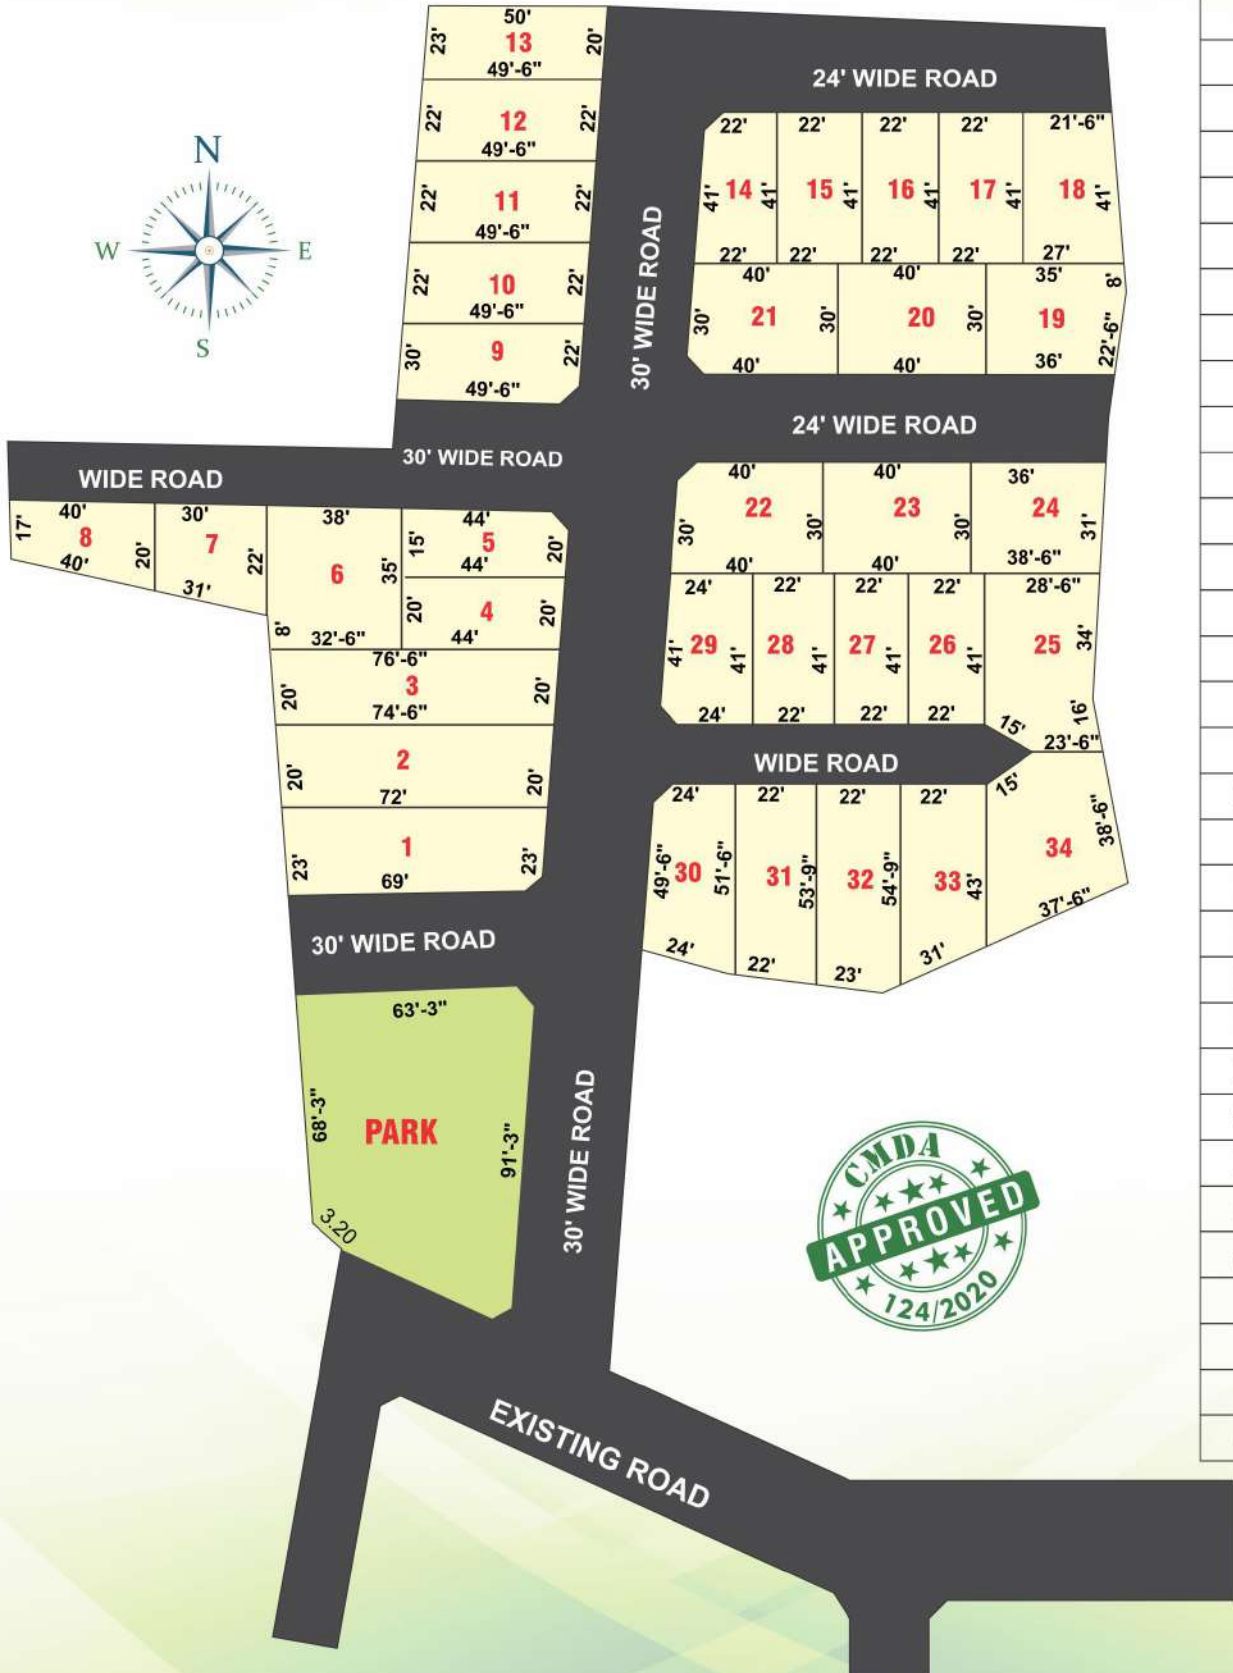 50'
23' 13 20'
49'-6"
22' 12 22'
49'-6"
22' 11 22'
49'-6"
22' 10 22'
49'-6"
30' 9 22'
49'-6"
N
W E
S
24' WIDE ROAD
30' WIDE ROAD
22' 22' 22' 22' 21'-6"
41' 14 41' 15 41' 16 41' 17 41' 18 41'
22' 22' 22' 22' 27'
40' 40' 35' 8'
30' 21 30' 20 30' 19 22'-6"
40' 40' 36'
24' WIDE ROAD
30' WIDE ROAD
WIDE ROAD
40' 30' 38' 44'
17' 8 20' 7 22' 6 35' 15' 5 20'
40' 31' 44'
20' 4 20'
8' 32'-6" 44'
76'-6"
20' 3 20'
74'-6"
20' 2 20'
72'
23' 1 23'
69'
40' 40' 36'
30' 22 30' 23 30' 24 31'
40' 40' 38'-6"
24' 22' 22' 22' 28'-6"
41' 29 41' 28 41' 27 41' 26 41' 25 34'
24' 22' 22' 22' 15' 16'
23'-6"
WIDE ROAD
24' 22' 22' 22' 15'
49'-6" 30 51'-6" 31 53'-9" 32 54'-9" 33 43' 34 38'-6"
24' 22' 23' 31' 37'-6"
30' WIDE ROAD
63'-3"
68'-3" PARK 91'-3"
3.20
30' WIDE ROAD
CMDA
APPROVED
124/2020
EXISTING ROAD